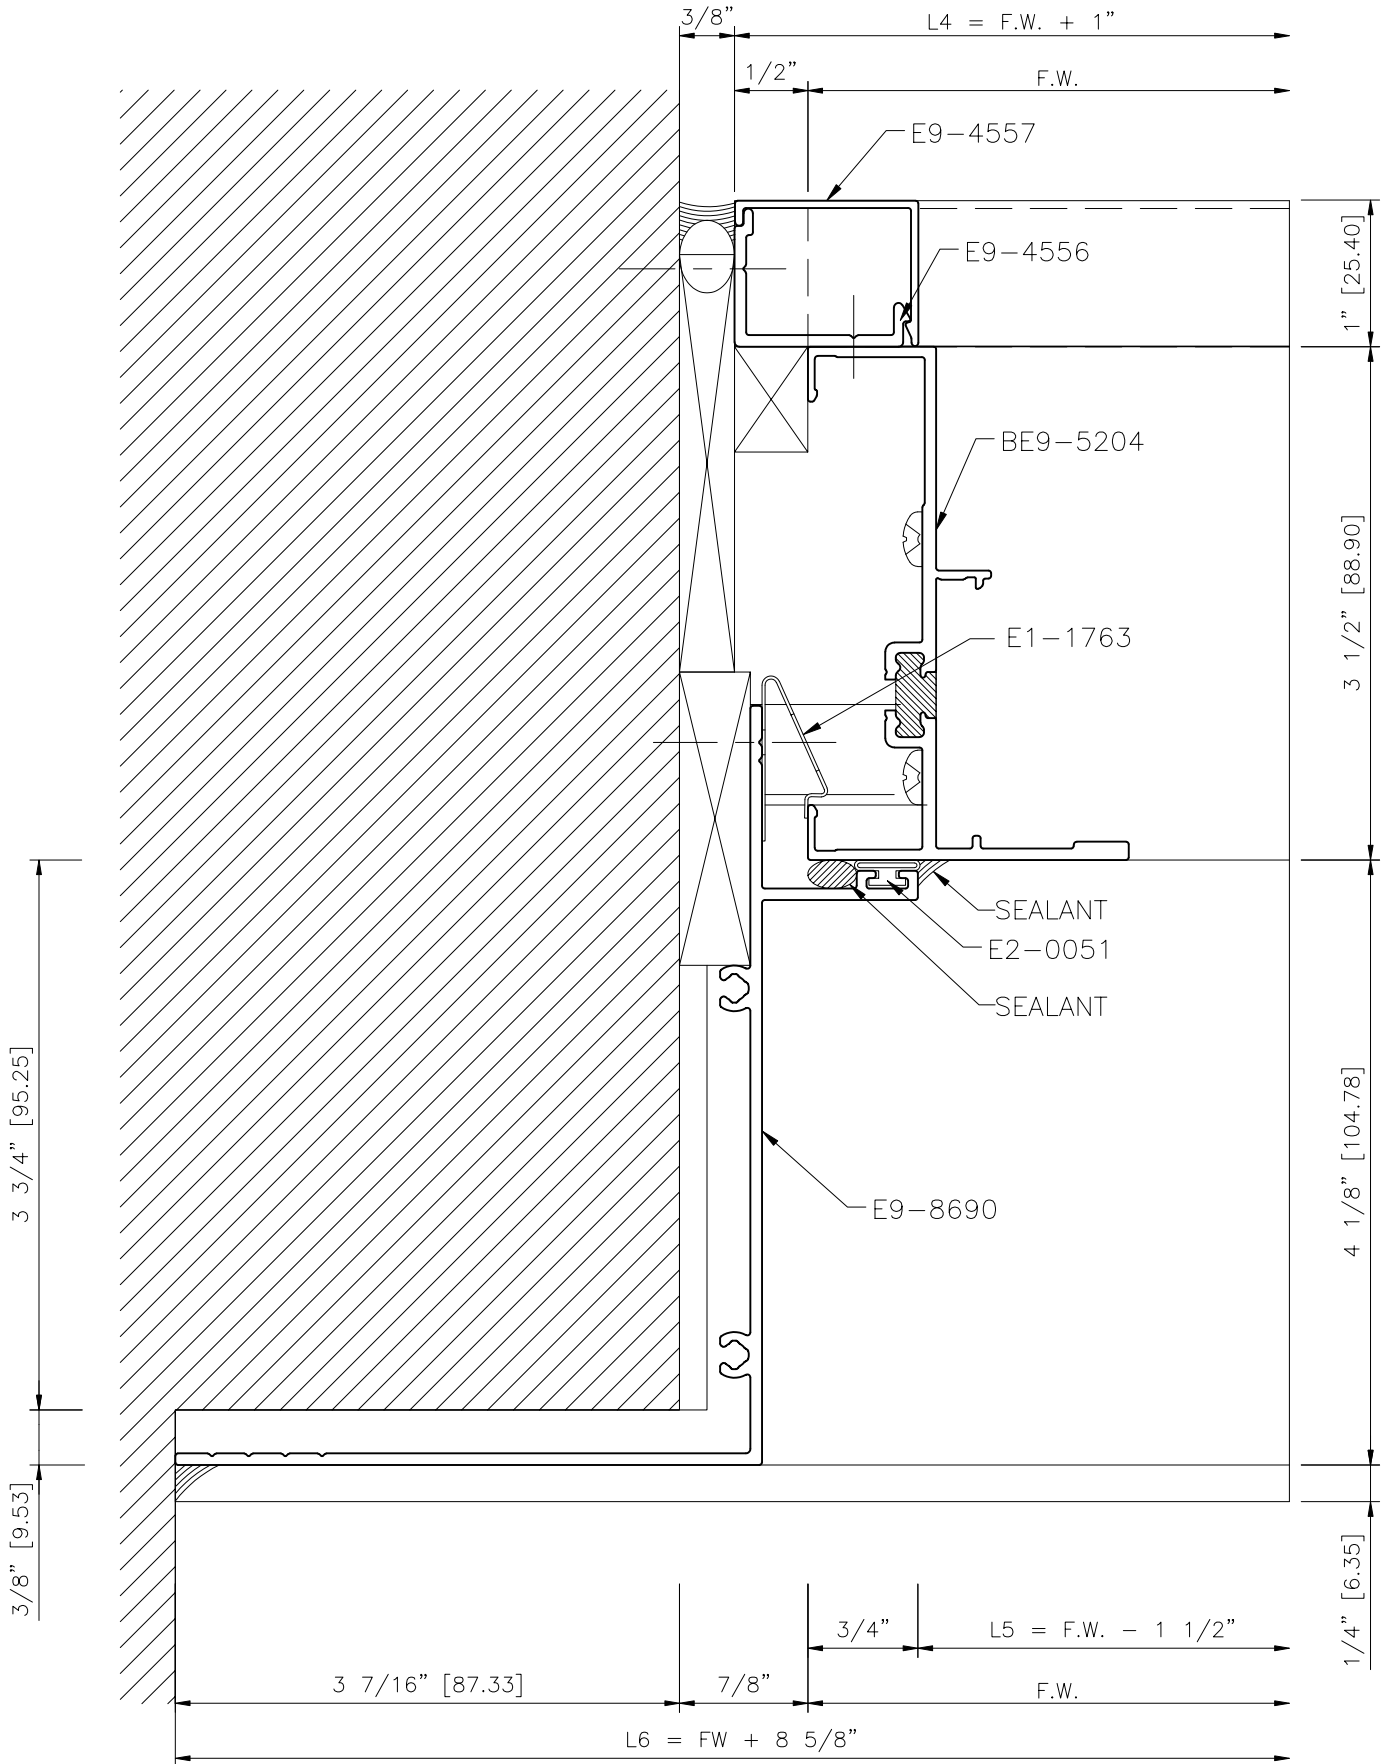 3/8”
L4 = F.W. + 1”
1/2”
F.W.
E9-4557
E9-4556
1” [25.40]
BE9-5204
3 1/2” [88.90]
E1-1763
SEALANT
E2-0051
SEALANT
3 3/4” [95.25]
4 1/8” [104.78]
E9-8690
3/8” [9.53]
1/4” [6.35]
3/4”
L5 = F.W. - 1 1/2”
3 7/16” [87.33]
7/8”
F.W.
L6 = FW + 8 5/8”